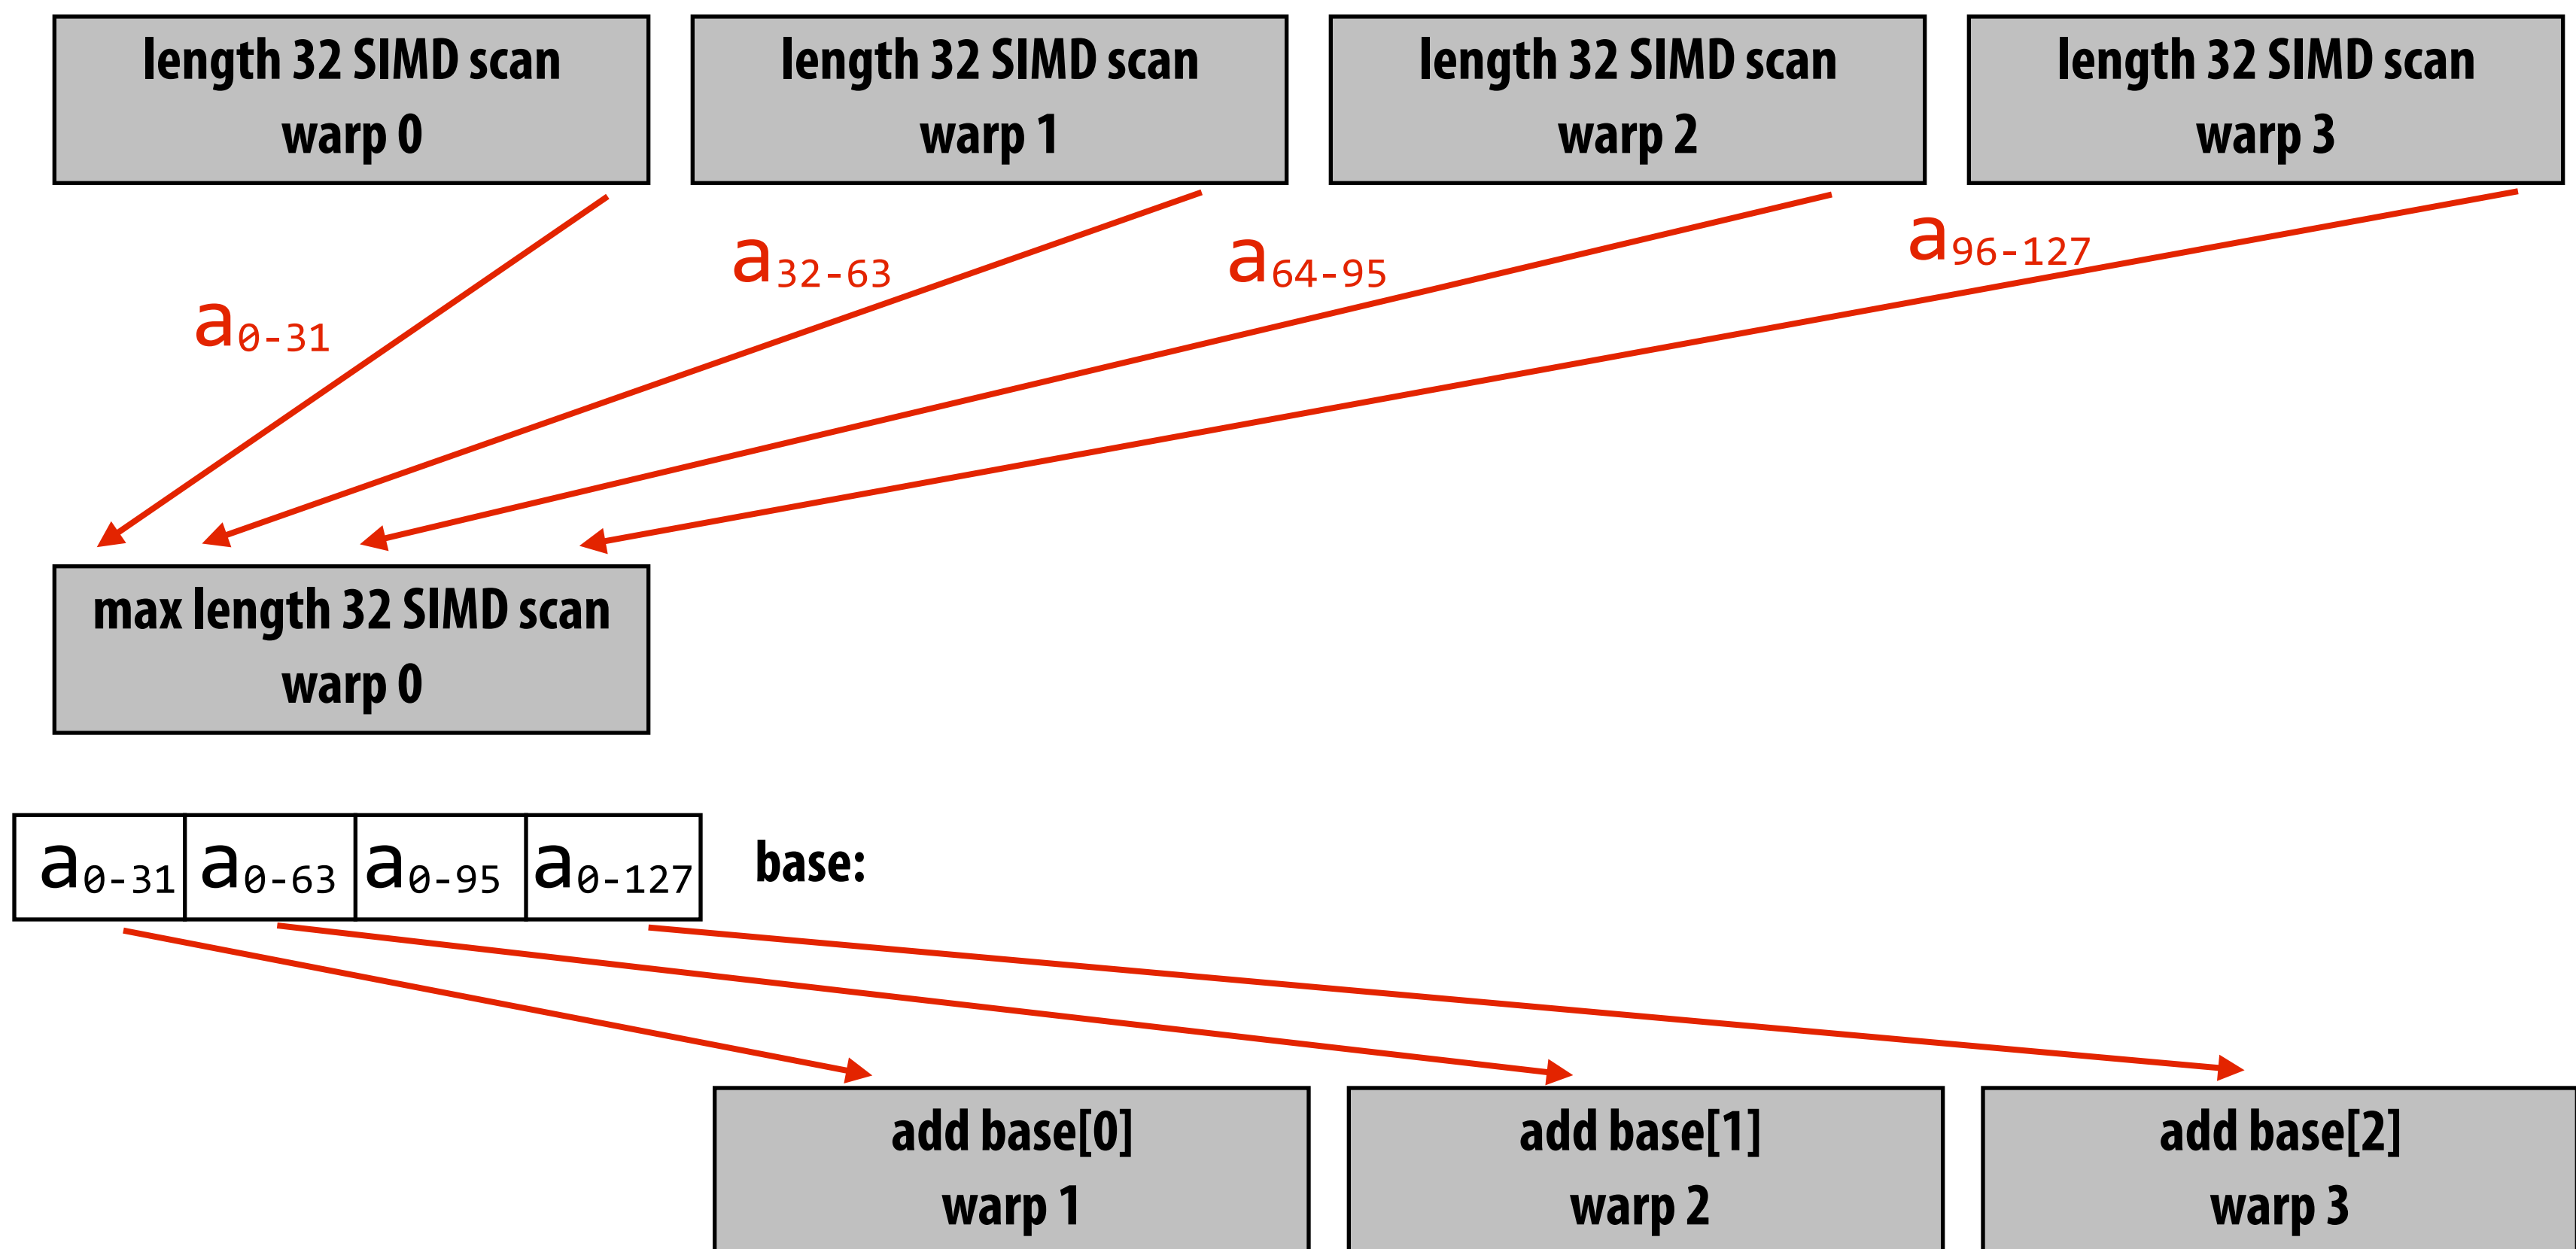 length 32 SIMD scan
warp 0
length 32 SIMD scan
warp 1
length 32 SIMD scan
warp 2
length 32 SIMD scan
warp 3
a0-31
a32-63
a64-95
a96-127
max length 32 SIMD scan
warp 0
a0-31 a0-63 a0-95 a0-127 base:
add base[0]
warp 1
add base[1]
warp 2
add base[2]
warp 3